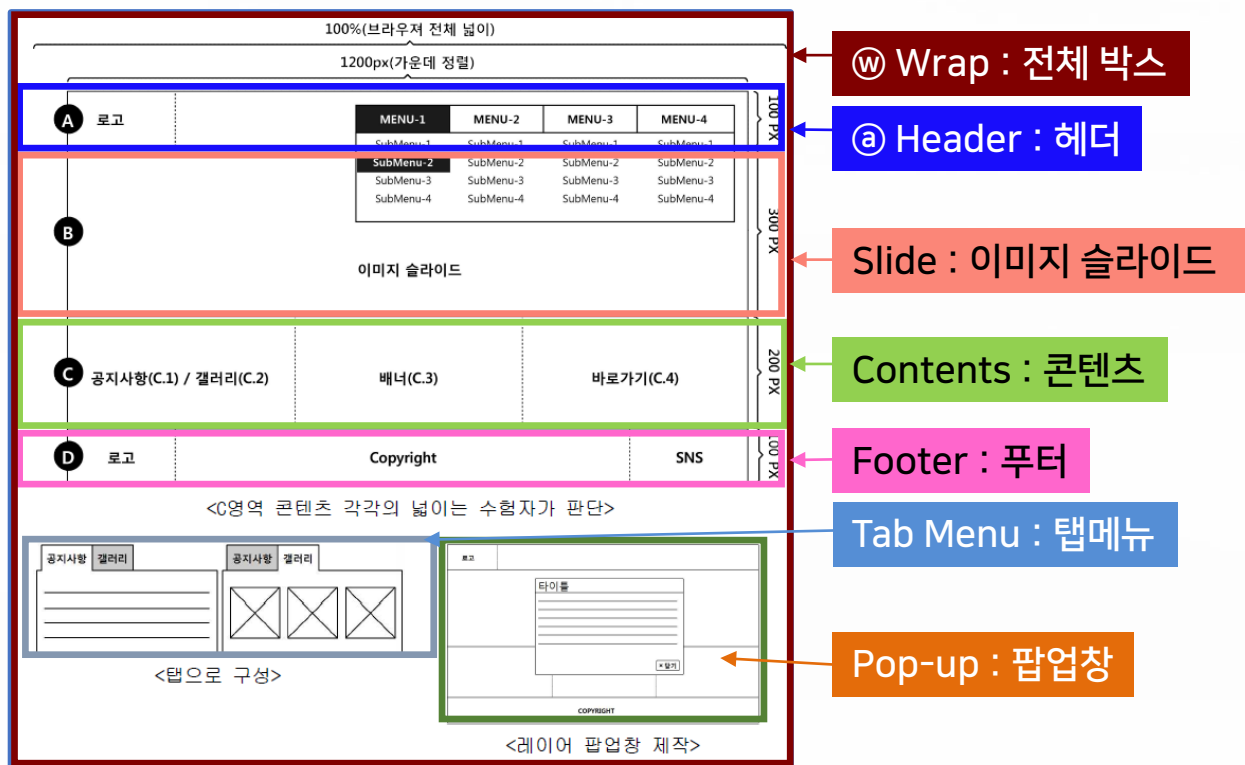 100%(브라우져 전체 넓이)
1200px(가운데 정렬)
ⓦ Wrap : 전체 박스
A 로고
MENU-1 MENU-2 MENU-3 MENU-4
100 PX
ⓐ Header : 헤더
SubMenu-1 SubMenu-1 SubMenu-1 SubMenu-1
SubMenu-2 SubMenu-2 SubMenu-2 SubMenu-2
SubMenu-3 SubMenu-3 SubMenu-3 SubMenu-3
SubMenu-4 SubMenu-4 SubMenu-4 SubMenu-4
B
300 PX
이미지 슬라이드
Slide : 이미지 슬라이드
C 공지사항(C.1) / 갤러리(C.2) 배너(C.3) 바로가기(C.4)
200 PX
Contents : 콘텐츠
D 로고 Copyright SNS
100 PX
Footer : 푸터
<C영역 콘텐츠 각각의 넓이는 수험자가 판단>
Tab Menu : 탭메뉴
공지사항 갤러리
공지사항 갤러리
<탭으로 구성>
로고
타이틀
× 닫기
COPYRIGHT
Pop-up : 팝업창
<레이어 팝업창 제작>